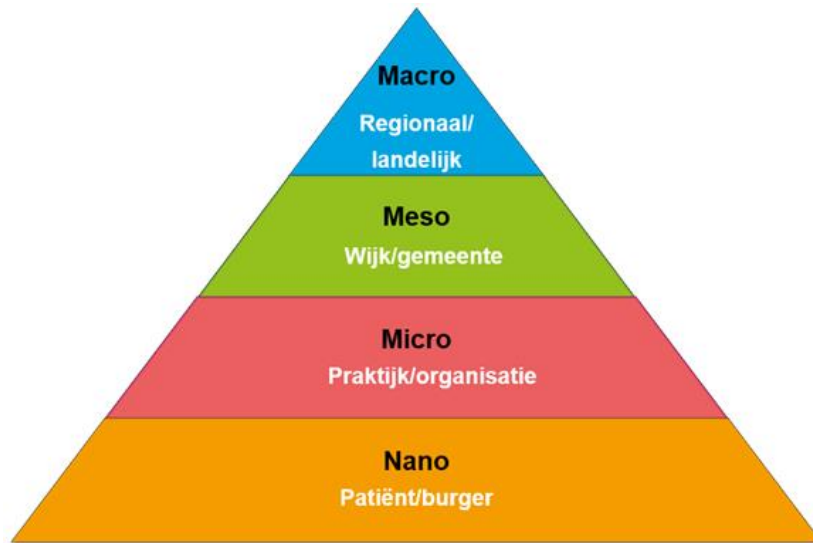 Macro
Regionaal/
landelijk
Meso
Wijk/gemeente
Micro
Praktijk/organisatie
Nano
Patiënt/burger